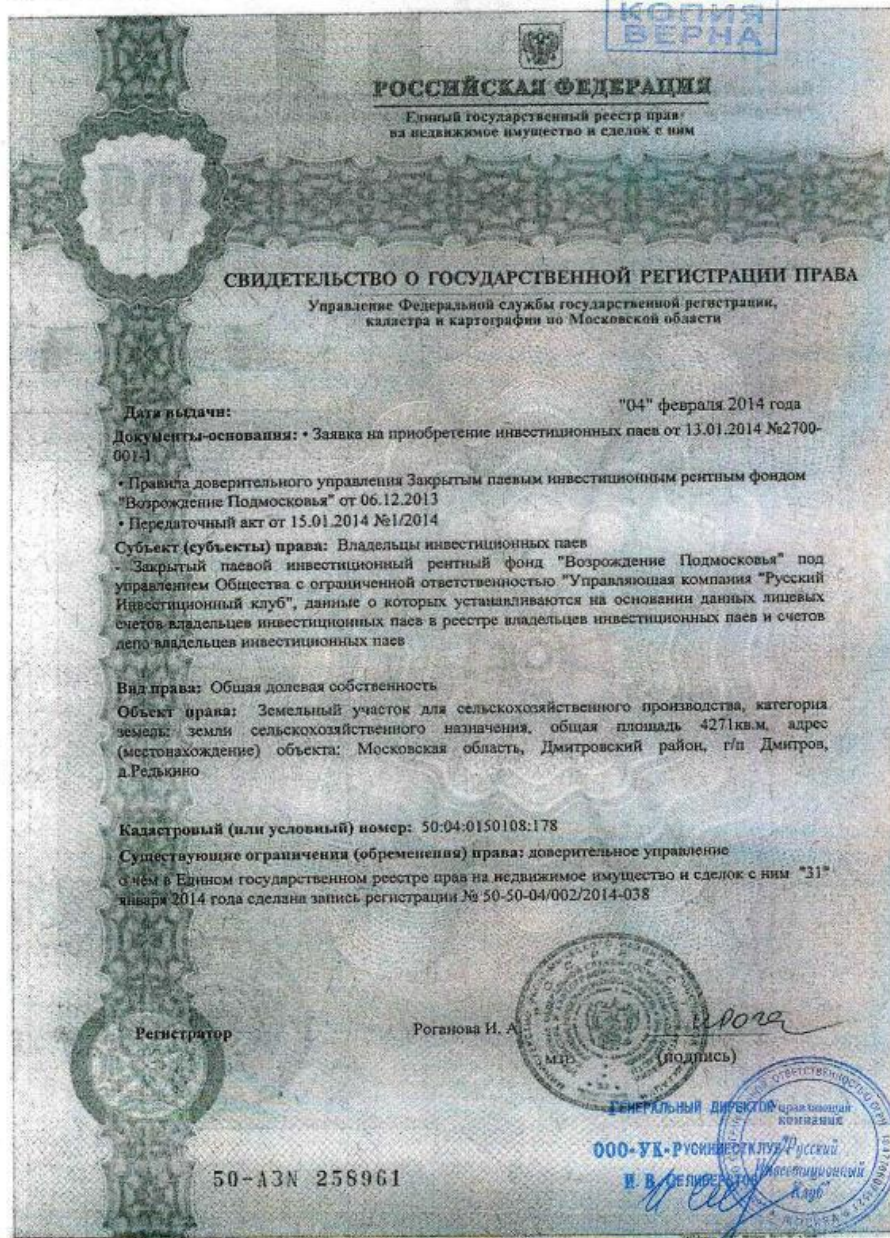 КОПИЯ
ВЕРНА
РОССИЙСКАЯ ФЕДЕРАЦИЯ
Единый государственный реестр прав
на недвижимое имущество и сделок с ним
СВИДЕТЕЛЬСТВО О ГОСУДАРСТВЕННОЙ РЕГИСТРАЦИИ ПРАВА
Управление Федеральной службы государственной регистрации,
кадастра и картографии по Московской области
Дата выдачи: "04" февраля 2014 года
Документы-основания: • Заявка на приобретение инвестиционных паев от 13.01.2014 №2700-
001-1
• Правила доверительного управления Закрытым паевым инвестиционным рентным фондом
"Возрождение Подмосковья" от 06.12.2013
• Передаточный акт от 15.01.2014 №1/2014
Субъект (субъекты) права: Владельцы инвестиционных паев
- Закрытый паевой инвестиционный рентный фонд "Возрождение Подмосковья" под
управлением Общества с ограниченной ответственностью "Управляющая компания "Русский
Инвестиционный клуб", данные о которых устанавливаются на основании данных лицевых
счетов владельцев инвестиционных паев в реестре владельцев инвестиционных паев и счетов
депо владельцев инвестиционных паев
Вид права: Общая долевая собственность
Объект права: Земельный участок для сельскохозяйственного производства, категория
земель: земли сельскохозяйственного назначения, общая площадь 4271кв.м, адрес
(местонахождение) объекта: Московская область, Дмитровский район, г/п Дмитров,
д.Редькино
Кадастровый (или условный) номер: 50:04:0150108:178
Существующие ограничения (обременения) права: доверительное управление
о чем в Едином государственном реестре прав на недвижимое имущество и сделок с ним "31"
января 2014 года сделана запись регистрации № 50-50-04/002/2014-038
Регистратор Роганова И. А.
м.п. (подпись)
ГЕНЕРАЛЬНЫЙ ДИРЕКТОР
ООО-УК-РУСИНВЕСТКЛУБ
И. В. СЕЛИВЕРСТОВ
управляющая
компания
"Русский
Инвестиционный
Клуб"
50-АЗN 258961